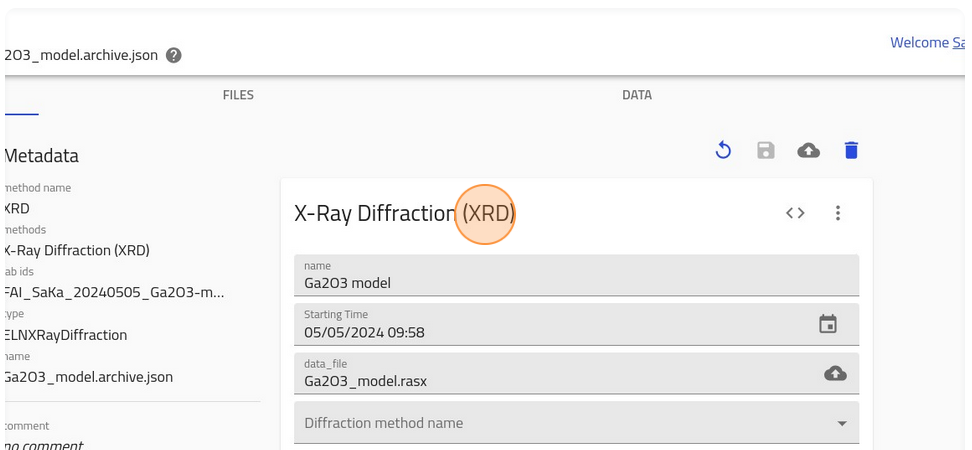 2O3_model.archive.json
Welcome Sa
FILES
DATA
Metadata
method name
XRD
methods
X-Ray Diffraction (XRD)
lab ids
FAI_SaKa_20240505_Ga2O3-m...
type
ELNXRayDiffraction
name
Ga2O3_model.archive.json
comment
no comment
X-Ray Diffraction (XRD)
name
Ga2O3 model
Starting Time
05/05/2024 09:58
data_file
Ga2O3_model.rasx
Diffraction method name